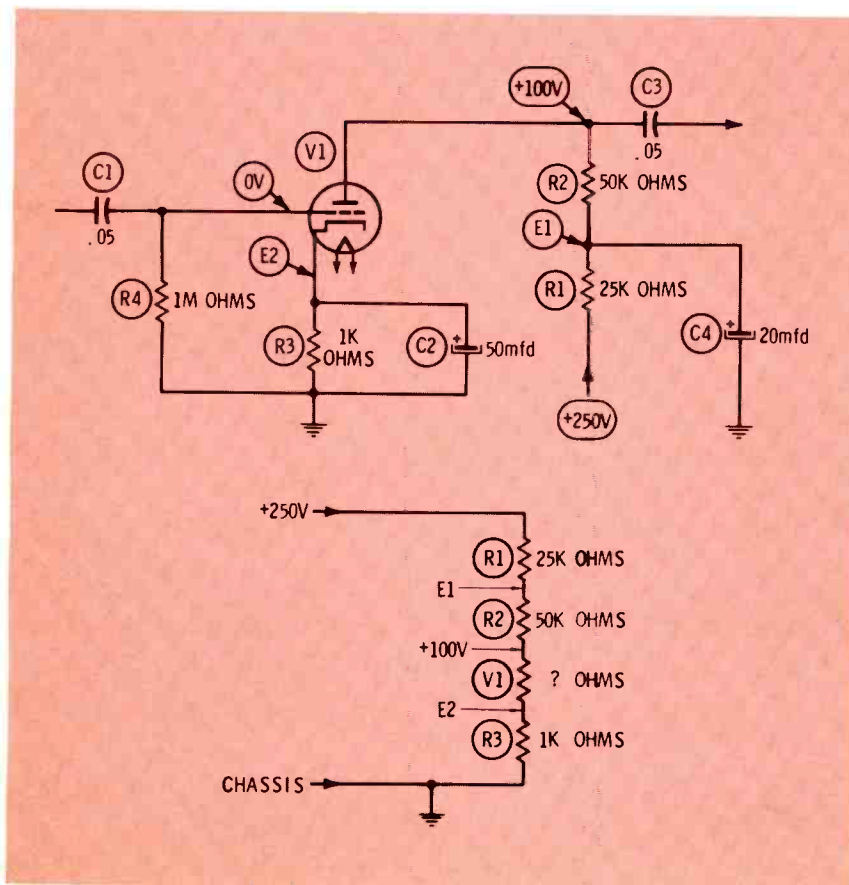 +100V
C3
.05
V1
C1
.05
0V
R2 50K OHMS
E1
E2
R1 25K OHMS
R4 1M OHMS
R3 1K
OHMS
C2 + 50mfd
C4 + 20mfd
+250V
+250V
R1 25K OHMS
E1
R2 50K OHMS
+100V
V1 ? OHMS
E2
R3 1K OHMS
CHASSIS